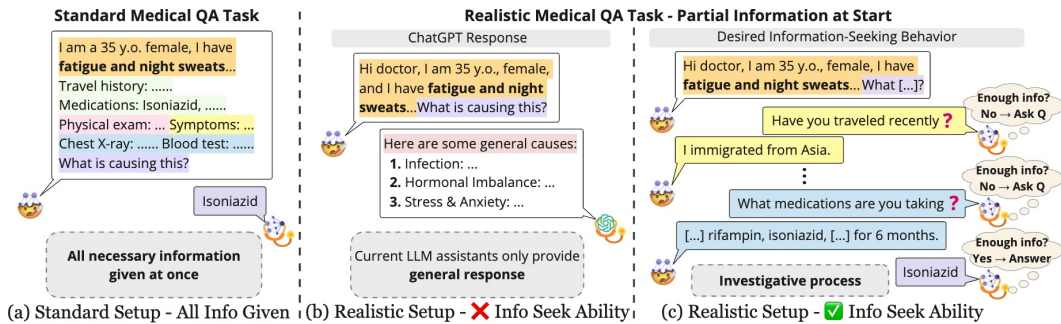 Standard Medical QA Task
I am a 35 y.o. female, I have
fatigue and night sweats...
Travel history: ......
Medications: Isoniazid, ......
Physical exam: ... Symptoms: ...
Chest X-ray: ...... Blood test: ......
What is causing this?
Isoniazid
All necessary information
given at once
(a) Standard Setup - All Info Given
Realistic Medical QA Task - Partial Information at Start
ChatGPT Response
Hi doctor, I am 35 y.o., female,
and I have fatigue and night
sweats...What is causing this?
Here are some general causes:
1. Infection: ...
2. Hormonal Imbalance: ...
3. Stress & Anxiety: ...
Current LLM assistants only provide
general response
(b) Realistic Setup - ❌ Info Seek Ability
Desired Information-Seeking Behavior
Hi doctor, I am 35 y.o., female, I have
fatigue and night sweats... What [...]?
Enough info?
No → Ask Q
Have you traveled recently ?
I immigrated from Asia.
Enough info?
No → Ask Q
What medications are you taking ?
[...] rifampin, isoniazid, [...] for 6 months.
Enough info?
Yes → Answer
Isoniazid
Investigative process
(c) Realistic Setup - ✅ Info Seek Ability